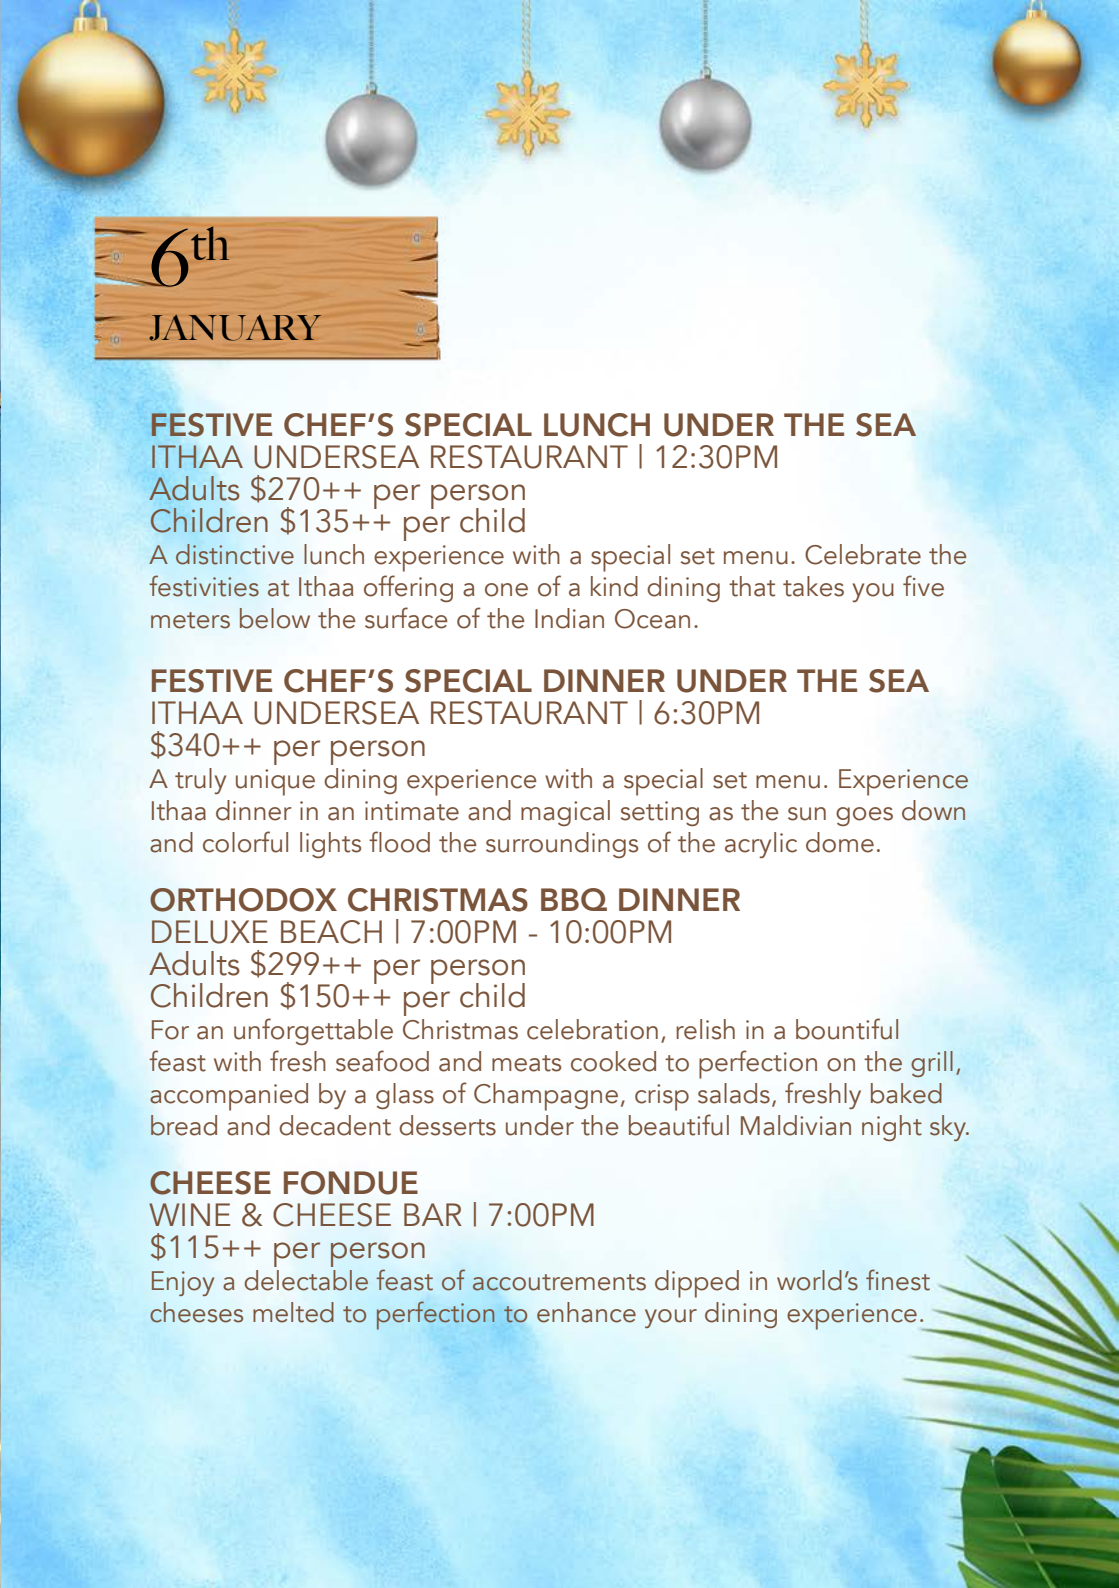 6th
JANUARY
FESTIVE CHEF’S SPECIAL LUNCH UNDER THE SEA
ITHAA UNDERSEA RESTAURANT | 12:30PM
Adults $270++ per person
Children $135++ per child
A distinctive lunch experience with a special set menu. Celebrate the
festivities at Ithaa offering a one of a kind dining that takes you five
meters below the surface of the Indian Ocean.
FESTIVE CHEF’S SPECIAL DINNER UNDER THE SEA
ITHAA UNDERSEA RESTAURANT | 6:30PM
$340++ per person
A truly unique dining experience with a special set menu. Experience
Ithaa dinner in an intimate and magical setting as the sun goes down
and colorful lights flood the surroundings of the acrylic dome.
ORTHODOX CHRISTMAS BBQ DINNER
DELUXE BEACH | 7:00PM - 10:00PM
Adults $299++ per person
Children $150++ per child
For an unforgettable Christmas celebration, relish in a bountiful
feast with fresh seafood and meats cooked to perfection on the grill,
accompanied by a glass of Champagne, crisp salads, freshly baked
bread and decadent desserts under the beautiful Maldivian night sky.
CHEESE FONDUE
WINE & CHEESE BAR | 7:00PM
$115++ per person
Enjoy a delectable feast of accoutrements dipped in world’s finest
cheeses melted to perfection to enhance your dining experience.